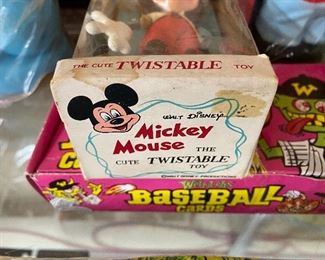 THE CUTE TWISTABLE TOY
WALT DISNEY
Mickey
Mouse THE
CUTE TWISTABLE
TOY
©WALT DISNEY PRODUCTIONS
W
BASEBALL
CARDS